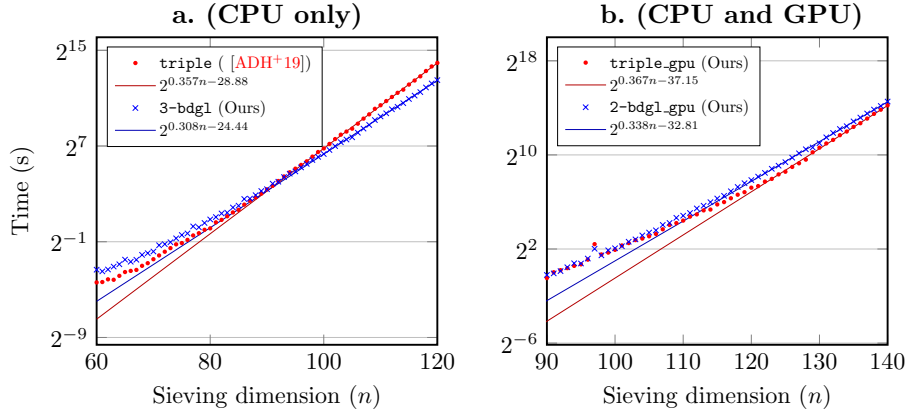 a. (CPU only)
2^15
2^7
2^−1
2^−9
Time (s)
triple ( [ADH+19])
2^0.357n−28.88
3-bdgl (Ours)
2^0.308n−24.44
60 80 100 120
Sieving dimension (n)
b. (CPU and GPU)
2^18
2^10
2^2
2^−6
triple_gpu (Ours)
2^0.367n−37.15
2-bdgl_gpu (Ours)
2^0.338n−32.81
90 100 110 120 130 140
Sieving dimension (n)